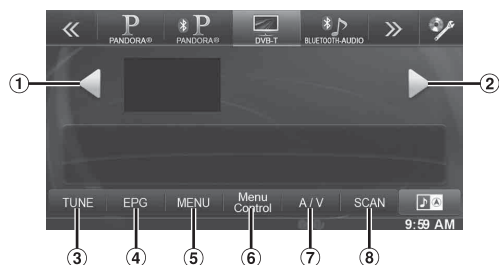 PANDORA® PANDORA® DVB-T BLUETOOTH-AUDIO
1 2
TUNE EPG MENU Menu Control A / V SCAN
9:59 AM
3 4 5 6 7 8